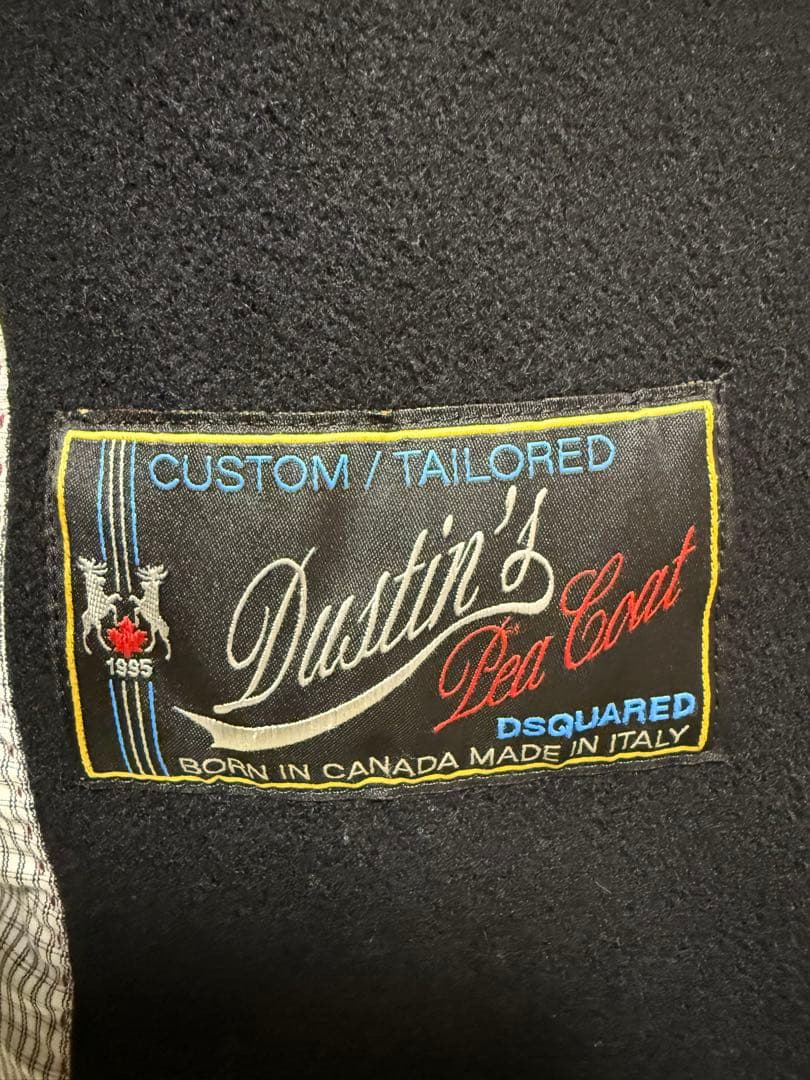 CUSTOM / TAILORED
Dustin's
Pea Coat
1995
DSQUARED
BORN IN CANADA MADE IN ITALY